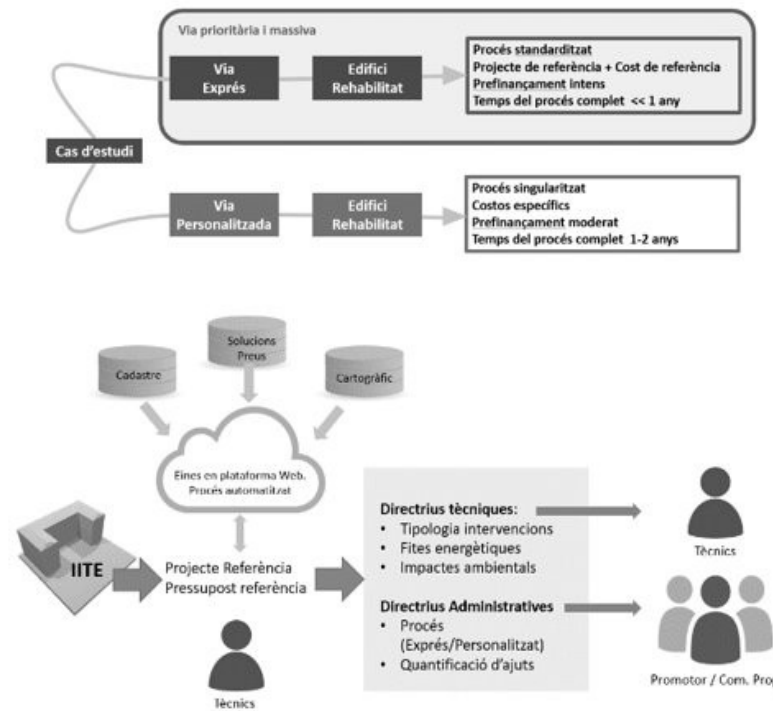 Via prioritària i massiva
Via
Exprés
Edifici
Rehabilitat
Procés standarditzat
Projecte de referència + Cost de referència
Prefinançament intens
Temps del procés complet << 1 any
Cas d'estudi
Via
Personalitzada
Edifici
Rehabilitat
Procés singularitzat
Costos específics
Prefinançament moderat
Temps del procés complet 1-2 anys
Solucions
Preus
Cadastre
Cartogràfic
Eines en plataforma Web.
Procés automatitzat
IITE
Projecte Referència
Pressupost referència
Tècnics
Directrius tècniques:
• Tipologia intervencions
• Fites energètiques
• Impactes ambientals
Directrius Administratives
• Procés
(Exprés/Personalitzat)
• Quantificació d'ajuts
Tècnics
Promotor / Com. Prop